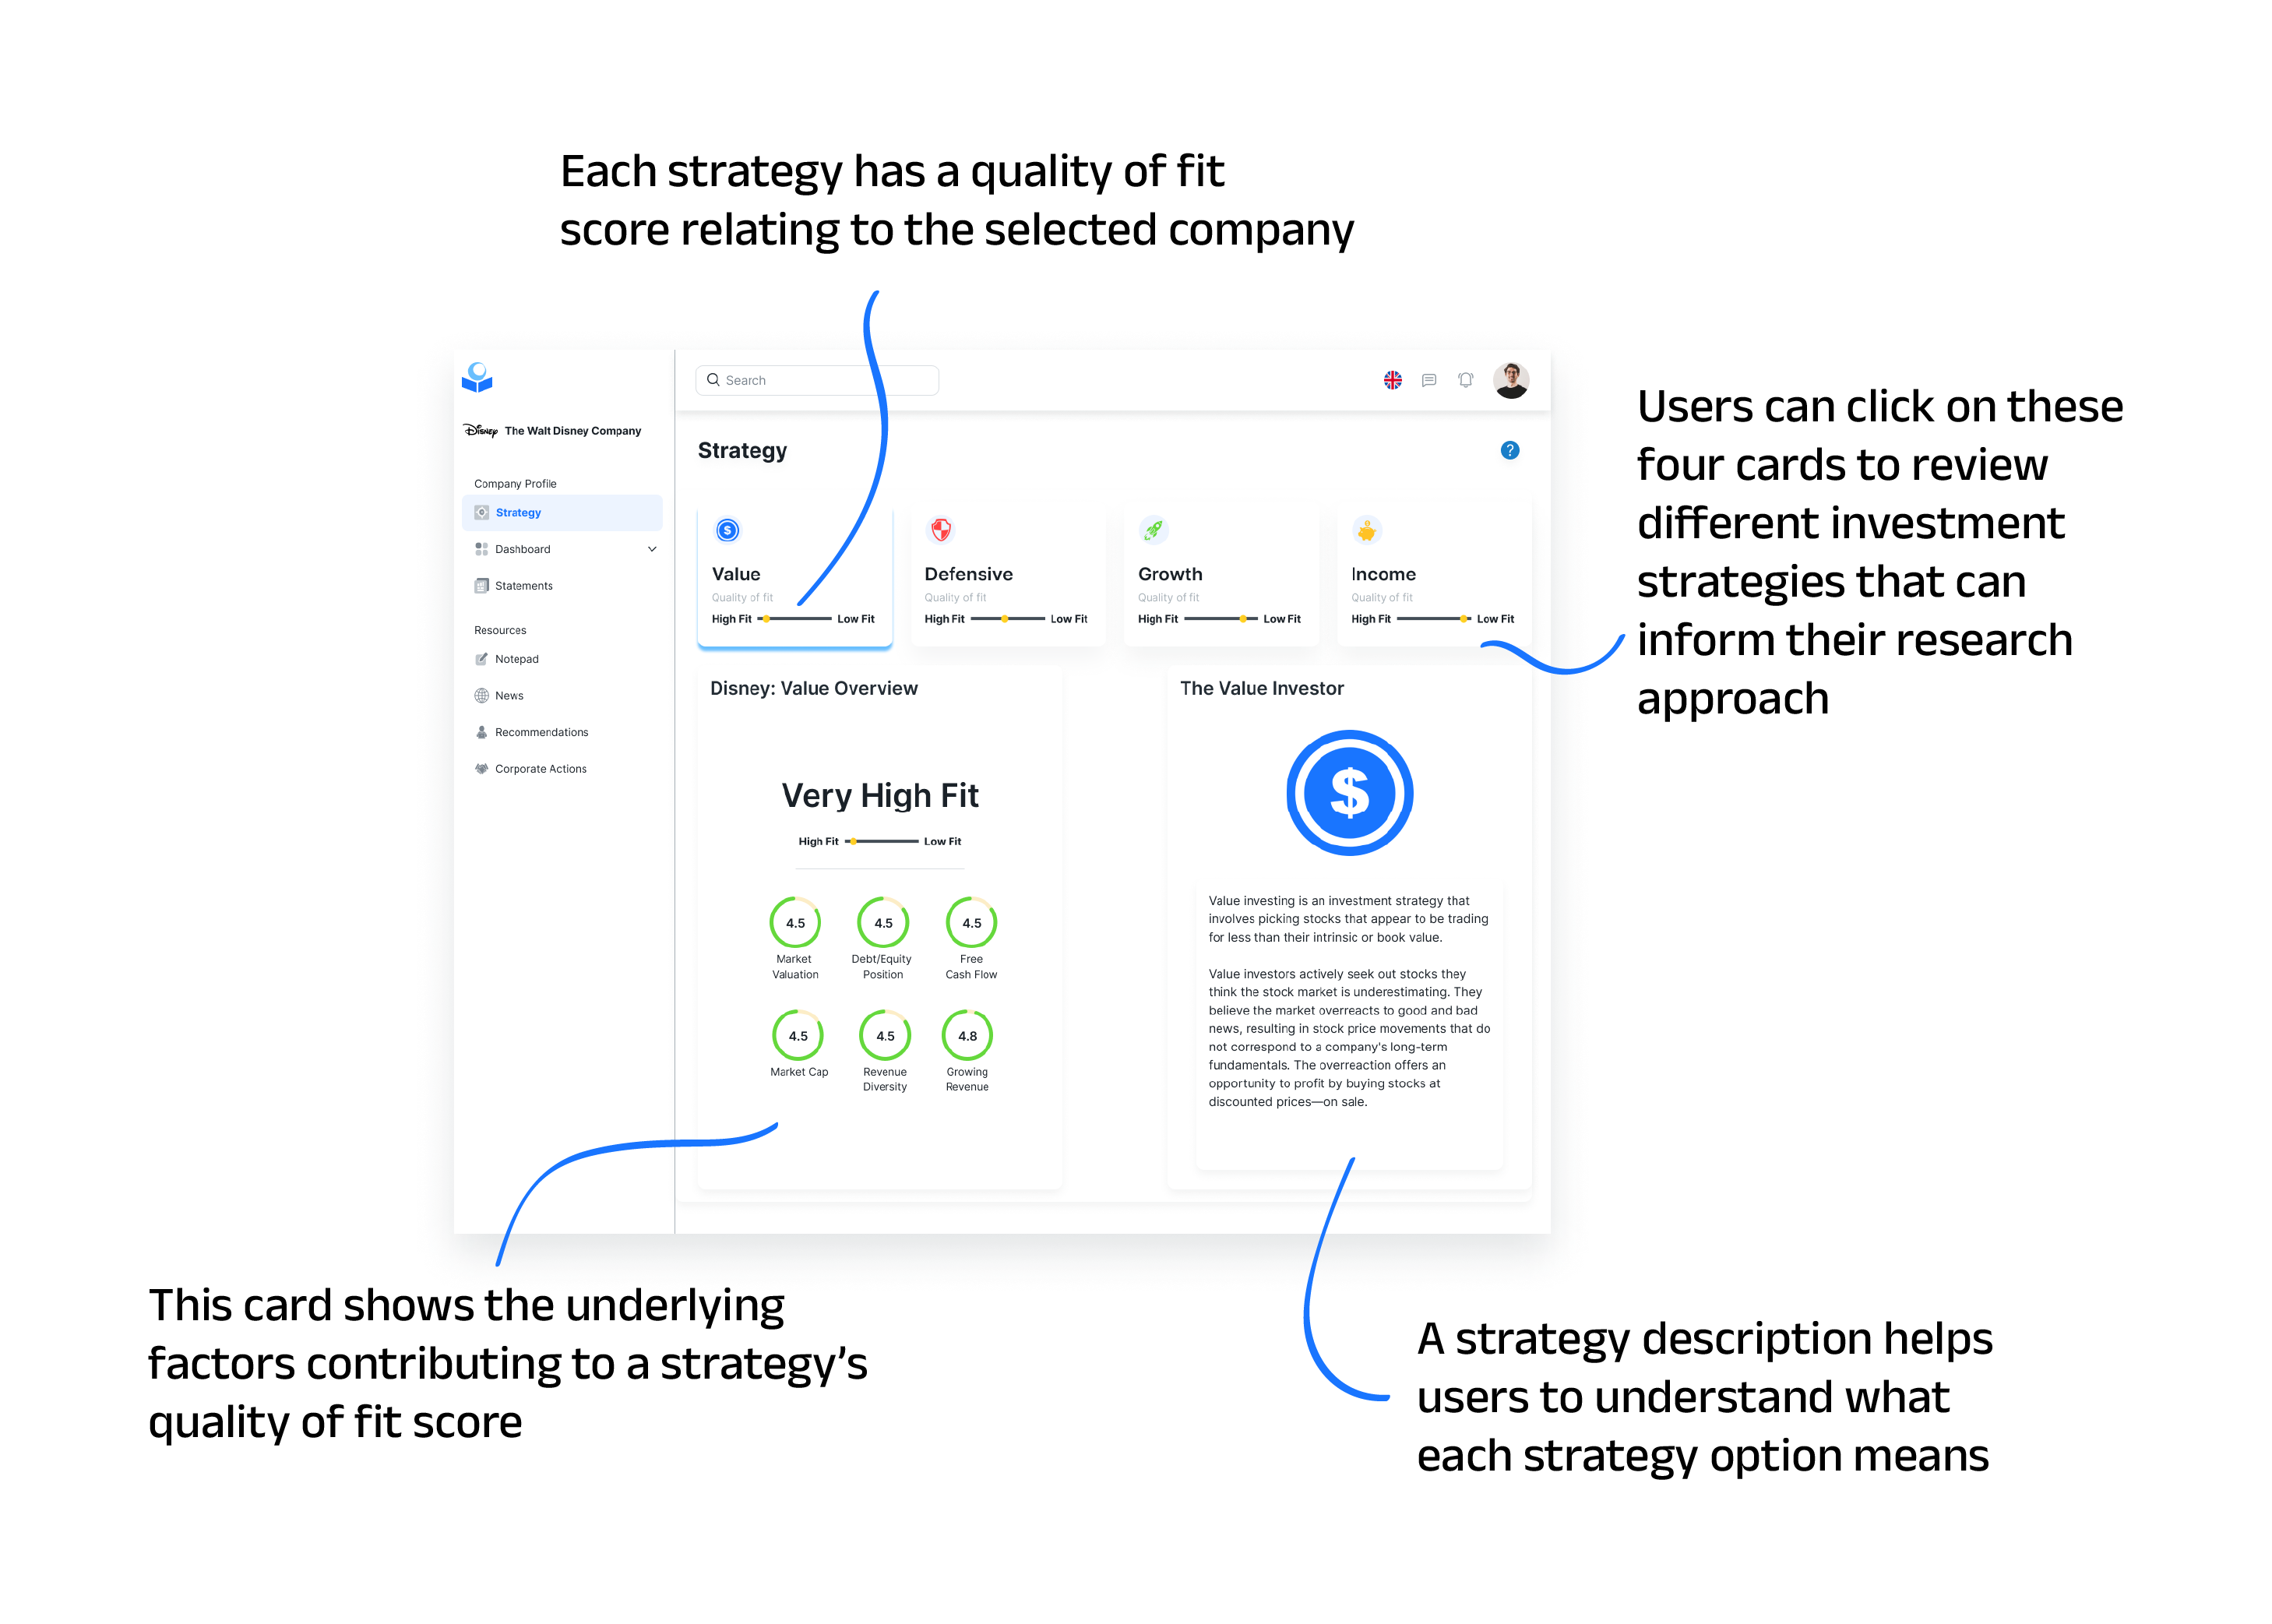 Each strategy has a quality of fit
score relating to the selected company
Search
Disney The Walt Disney Company
Company Profile
Strategy
Dashboard
Statements
Resources
Notepad
News
Recommendations
Corporate Actions
Strategy
?
$
Value
Quality of fit
High Fit Low Fit
Defensive
Quality of fit
High Fit Low Fit
Growth
Quality of fit
High Fit Low Fit
Income
Quality of fit
High Fit Low Fit
Users can click on these
four cards to review
different investment
strategies that can
inform their research
approach
Disney: Value Overview
Very High Fit
High Fit Low Fit
4.5
Market
Valuation
4.5
Debt/Equity
Position
4.5
Free
Cash Flow
4.5
Market Cap
4.5
Revenue
Diversity
4.8
Growing
Revenue
The Value Investor
$
Value investing is an investment strategy that
involves picking stocks that appear to be trading
for less than their intrinsic or book value.
Value investors actively seek out stocks they
think the stock market is underestimating. They
believe the market overreacts to good and bad
news, resulting in stock price movements that do
not correspond to a company's long-term
fundamentals. The overreaction offers an
opportunity to profit by buying stocks at
discounted prices—on sale.
This card shows the underlying
factors contributing to a strategy’s
quality of fit score
A strategy description helps
users to understand what
each strategy option means